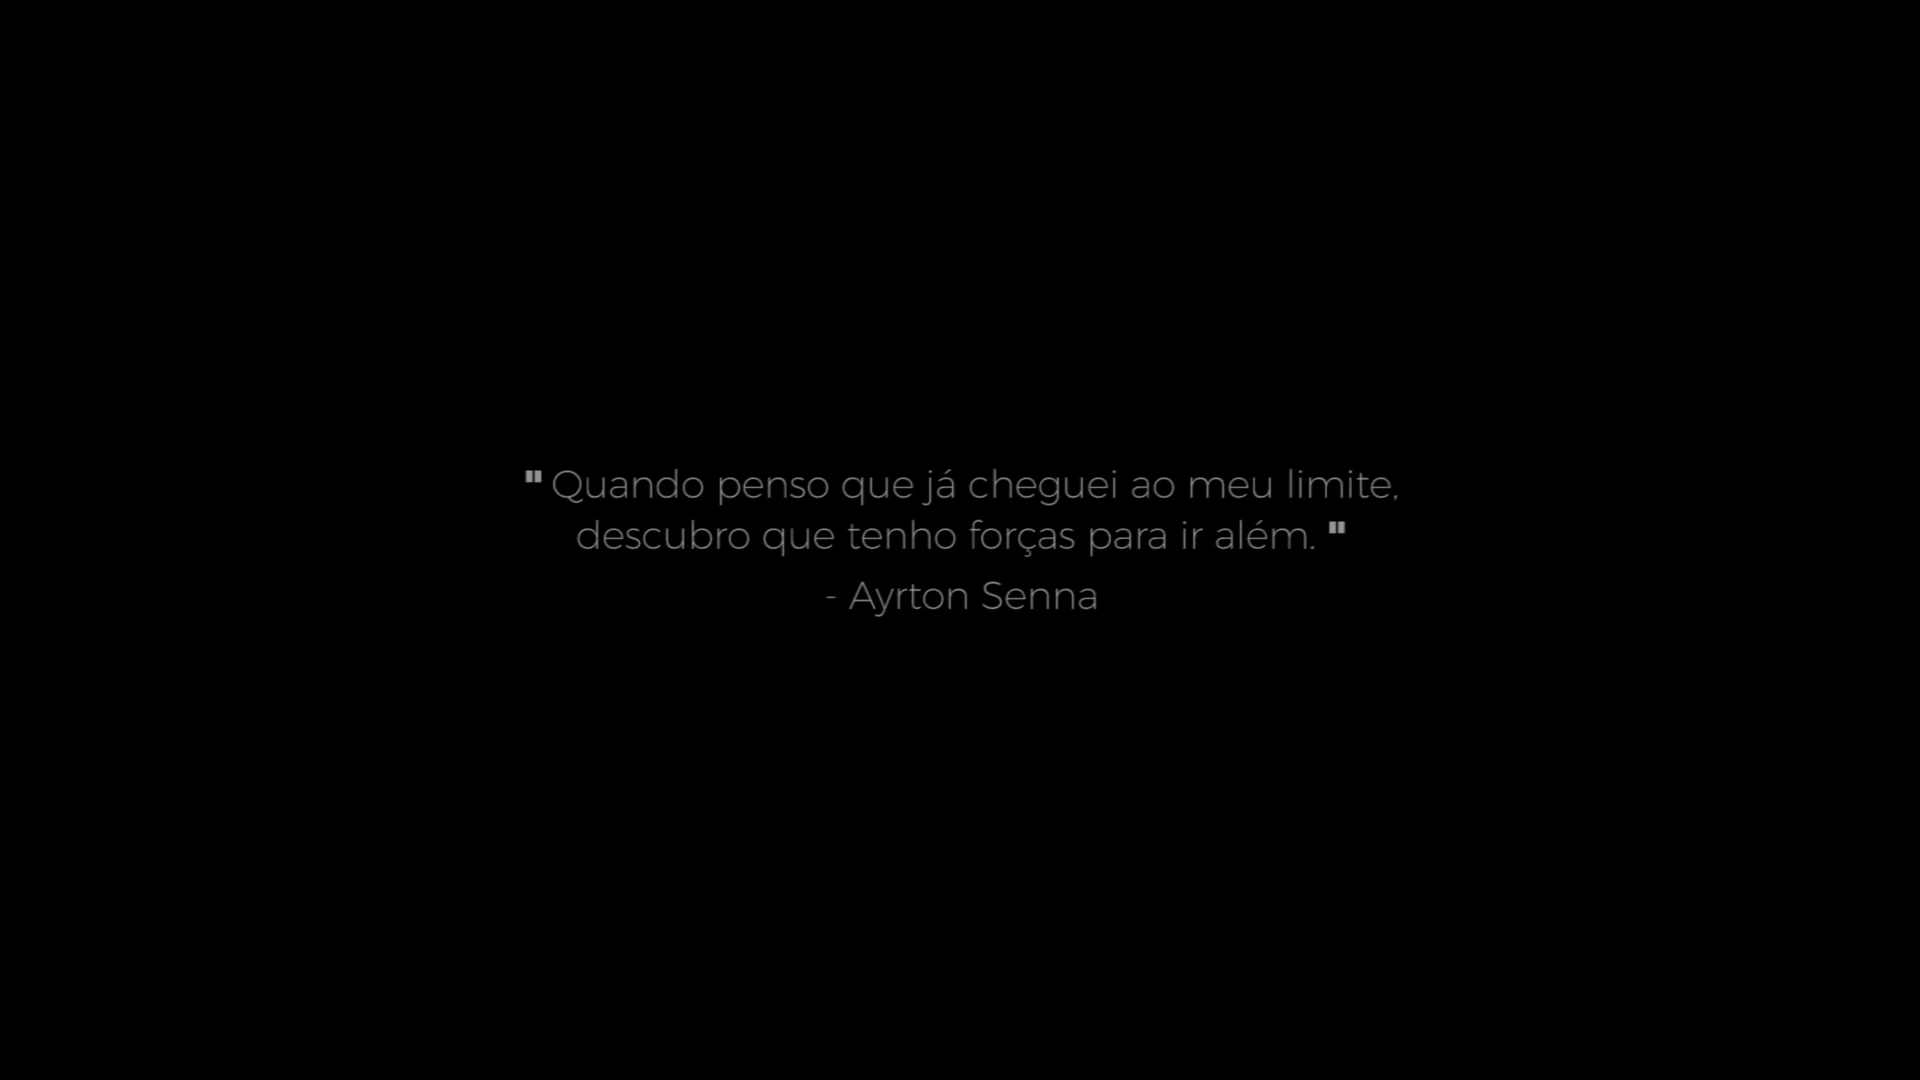 " Quando penso que já cheguei ao meu limite,
descubro que tenho forças para ir além. "
- Ayrton Senna